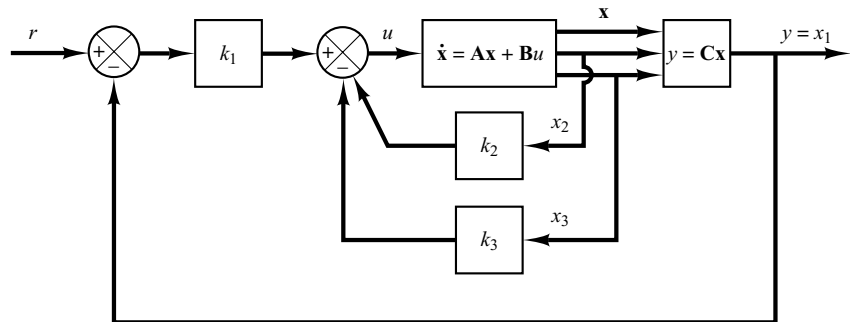 r
+
−
k₁
+
−
u
ẋ = Ax + Bu
x
y = Cx
y = x₁
k₂
x₂
k₃
x₃